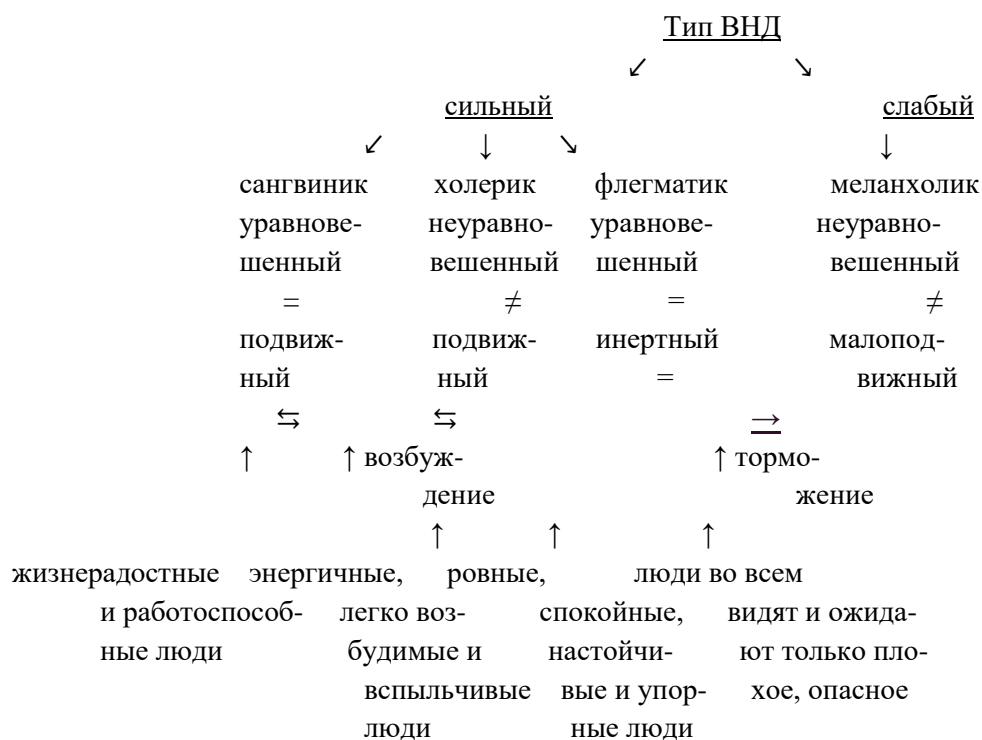 Тип ВНД
↙ ↘
сильный слабый
↙ ↓ ↘ ↓
сангвиник холерик флегматик меланхолик
уравнове- неуравно- уравнове- неуравно-
шенный вешенный шенный вешенный
= ≠ = ≠
подвиж- подвиж- инертный малопод-
ный ный = вижный
⇆ ⇆ →
↑ ↑ возбуж- ↑ тормо-
дение жение
↑ ↑ ↑
жизнерадостные энергичные, ровные, люди во всем
и работоспособ- легко воз- спокойные, видят и ожида-
ные люди будимые и настойчи- ют только пло-
вспыльчивые вые и упор- хое, опасное
люди ные люди